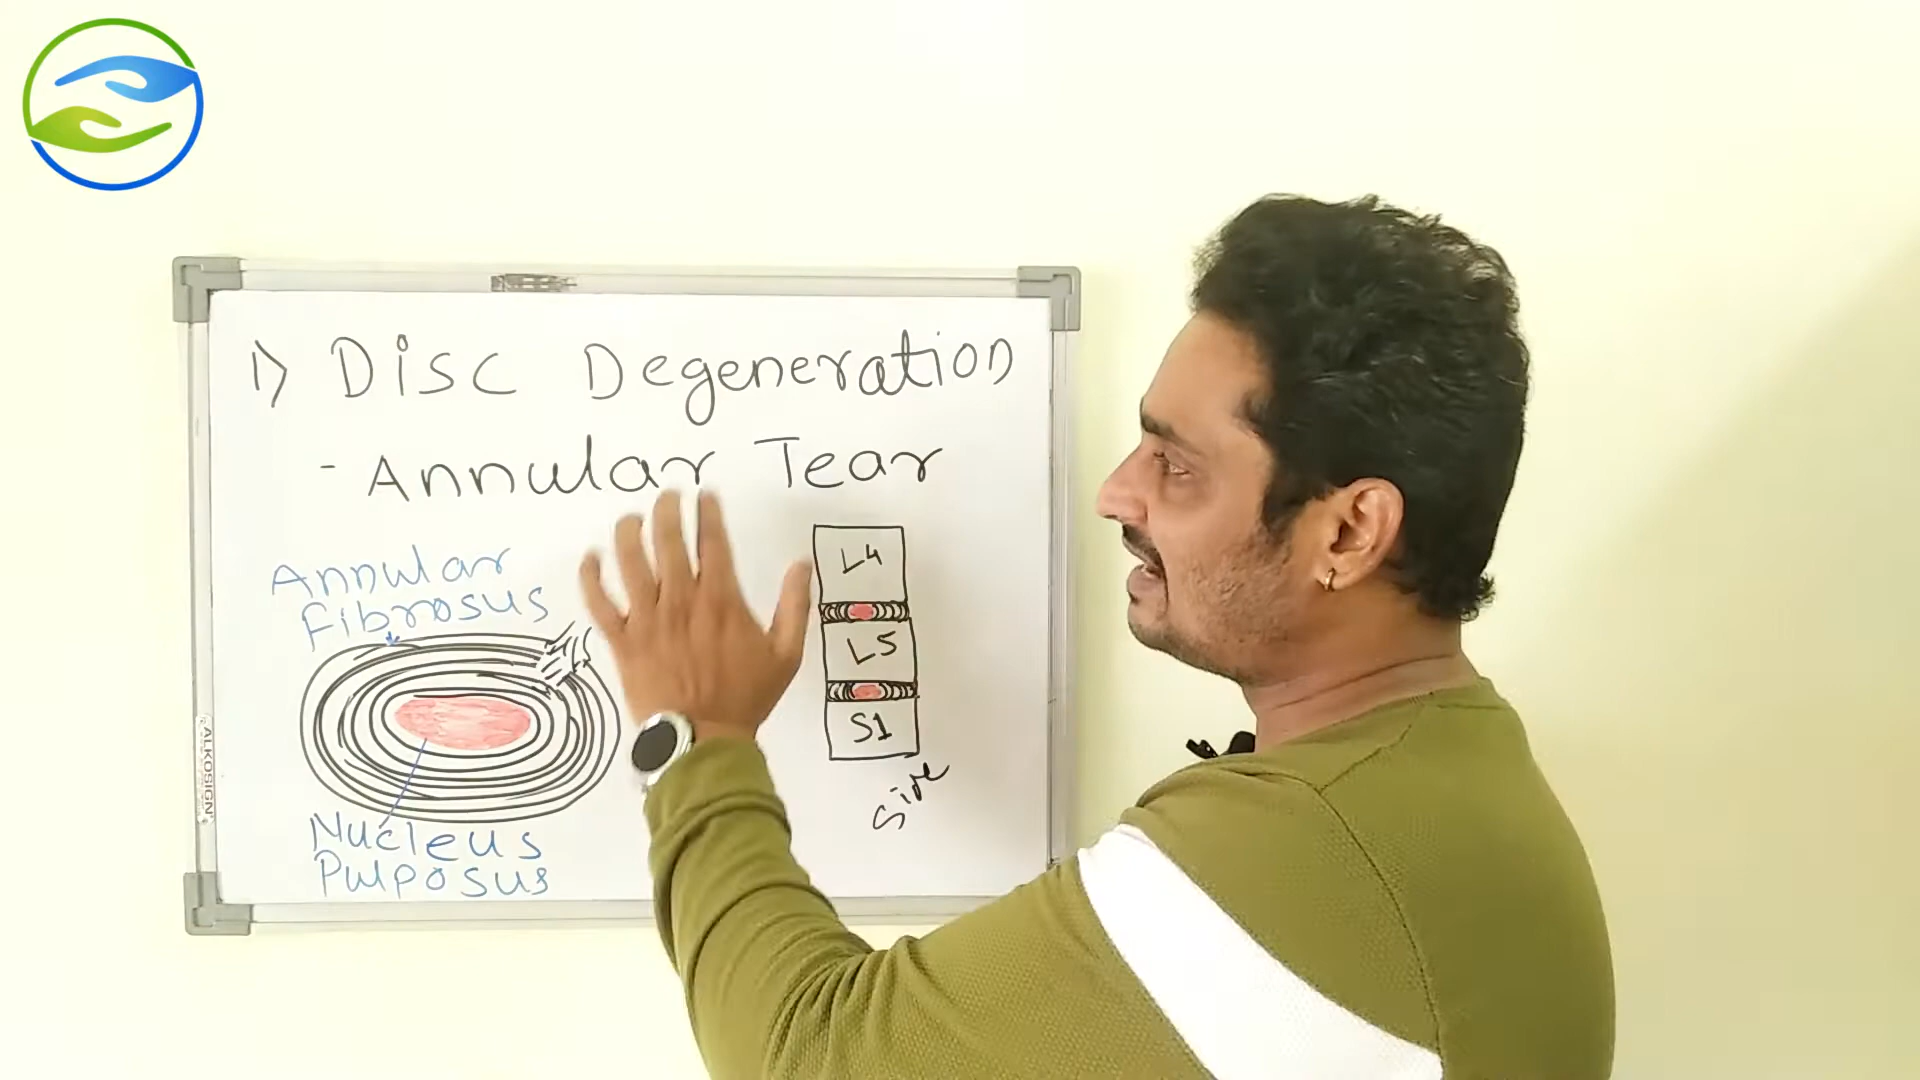 1) Disc Degeneration
- Annular Tear
Annular
Fibrosus
L4
L5
S1
Side
Nucleus
Pulposus
ALKOSIGN